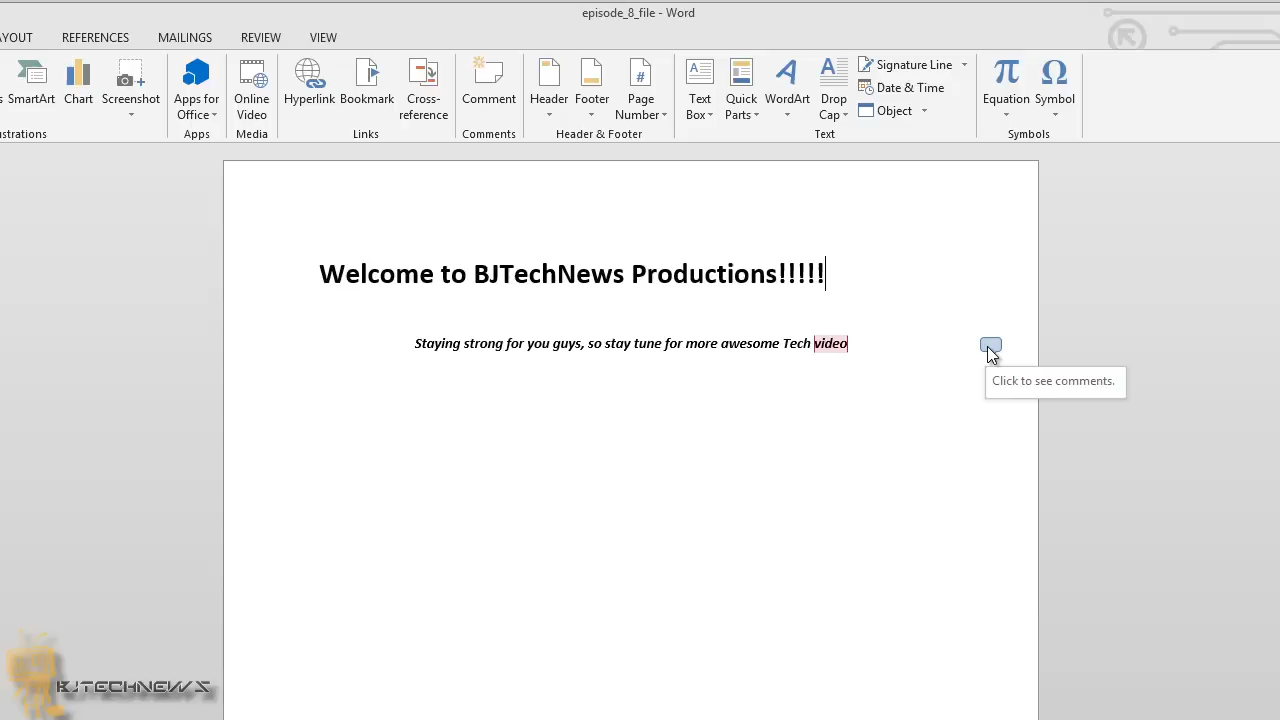 episode_8_file - Word
AYOUT REFERENCES MAILINGS REVIEW VIEW
s SmartArt Chart Screenshot Apps for Office Online Video Hyperlink Bookmark Cross-reference Comment Header Footer Page Number Text Box Quick Parts WordArt Drop Cap Signature Line Date & Time Object Equation Symbol
strations Apps Media Links Comments Header & Footer Text Symbols
Welcome to BJTechNews Productions!!!!!
Staying strong for you guys, so stay tune for more awesome Tech video
Click to see comments.
BJTECHNEWS